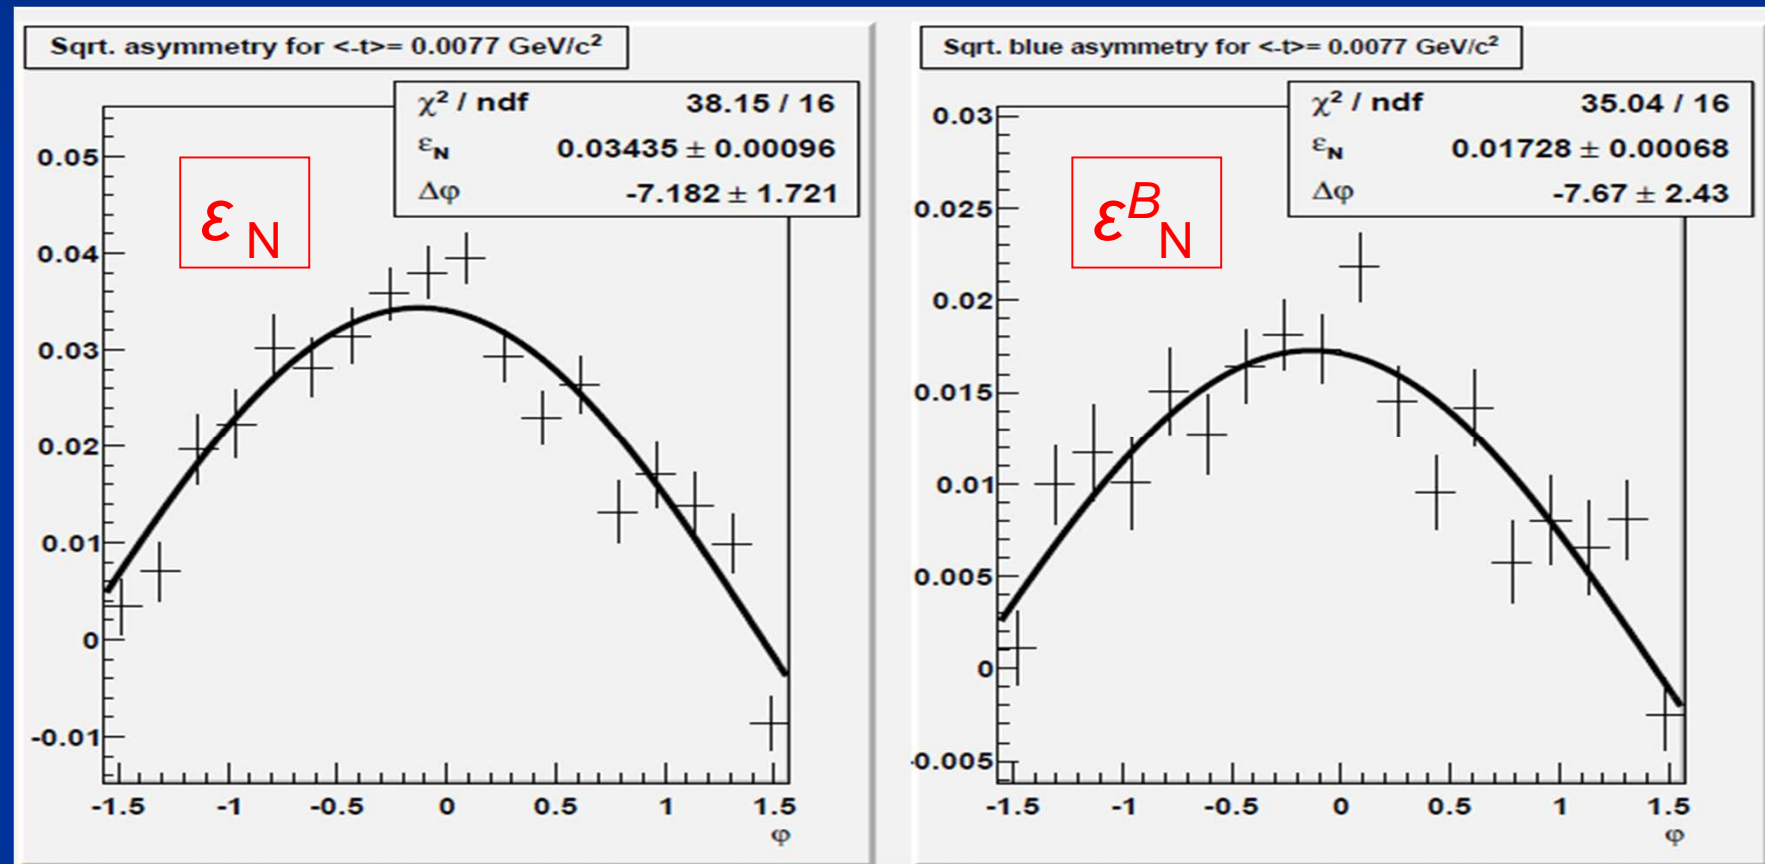 Sqrt. asymmetry for <-t>= 0.0077 GeV/c²
χ² / ndf 38.15 / 16
εN 0.03435 ± 0.00096
Δφ -7.182 ± 1.721
ε N
0.05
0.04
0.03
0.02
0.01
0
-0.01
-1.5 -1 -0.5 0 0.5 1 1.5
φ
Sqrt. blue asymmetry for <-t>= 0.0077 GeV/c²
χ² / ndf 35.04 / 16
εN 0.01728 ± 0.00068
Δφ -7.67 ± 2.43
εᴮN
0.03
0.025
0.02
0.015
0.01
0.005
0
-0.005
-1.5 -1 -0.5 0 0.5 1 1.5
φ